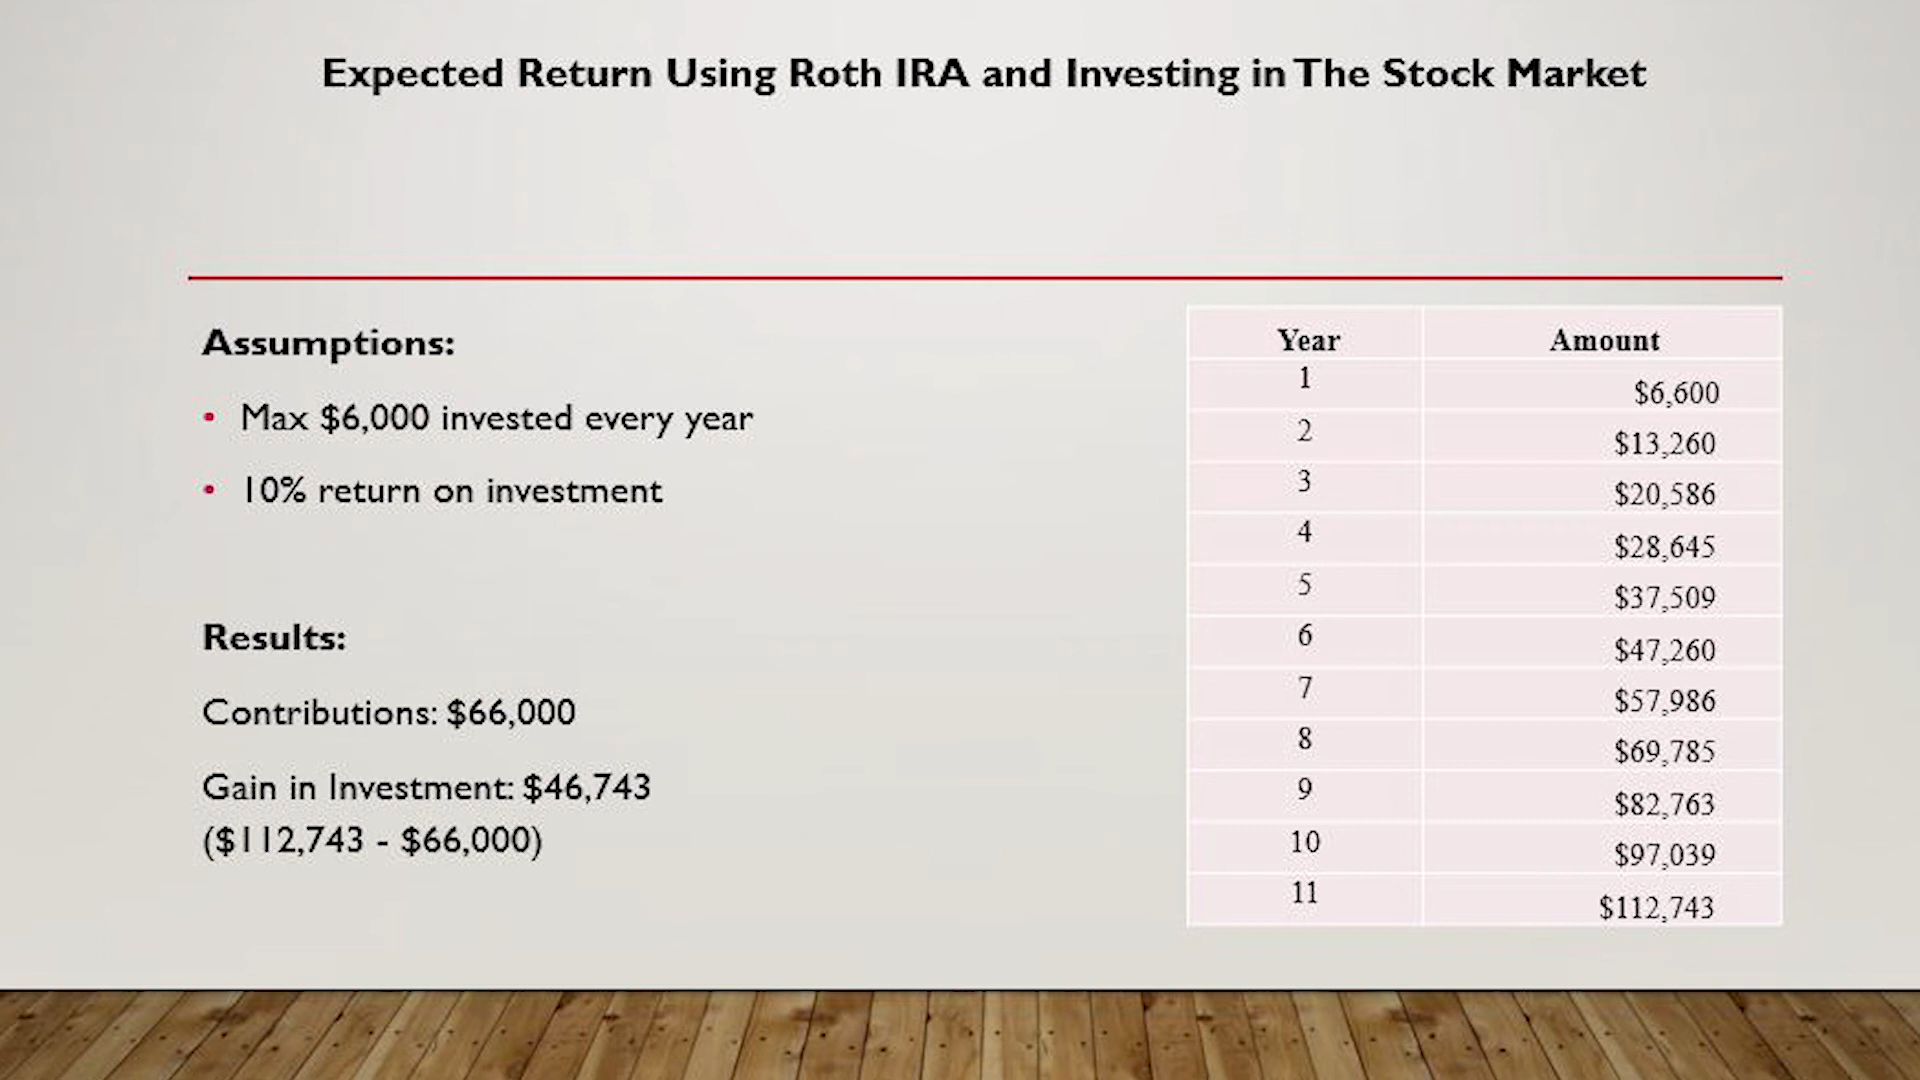 Expected Return Using Roth IRA and Investing in The Stock Market
Assumptions:
• Max $6,000 invested every year
• 10% return on investment
Results:
Contributions: $66,000
Gain in Investment: $46,743
($112,743 - $66,000)
Year Amount
1 $6,600
2 $13,260
3 $20,586
4 $28,645
5 $37,509
6 $47,260
7 $57,986
8 $69,785
9 $82,763
10 $97,039
11 $112,743